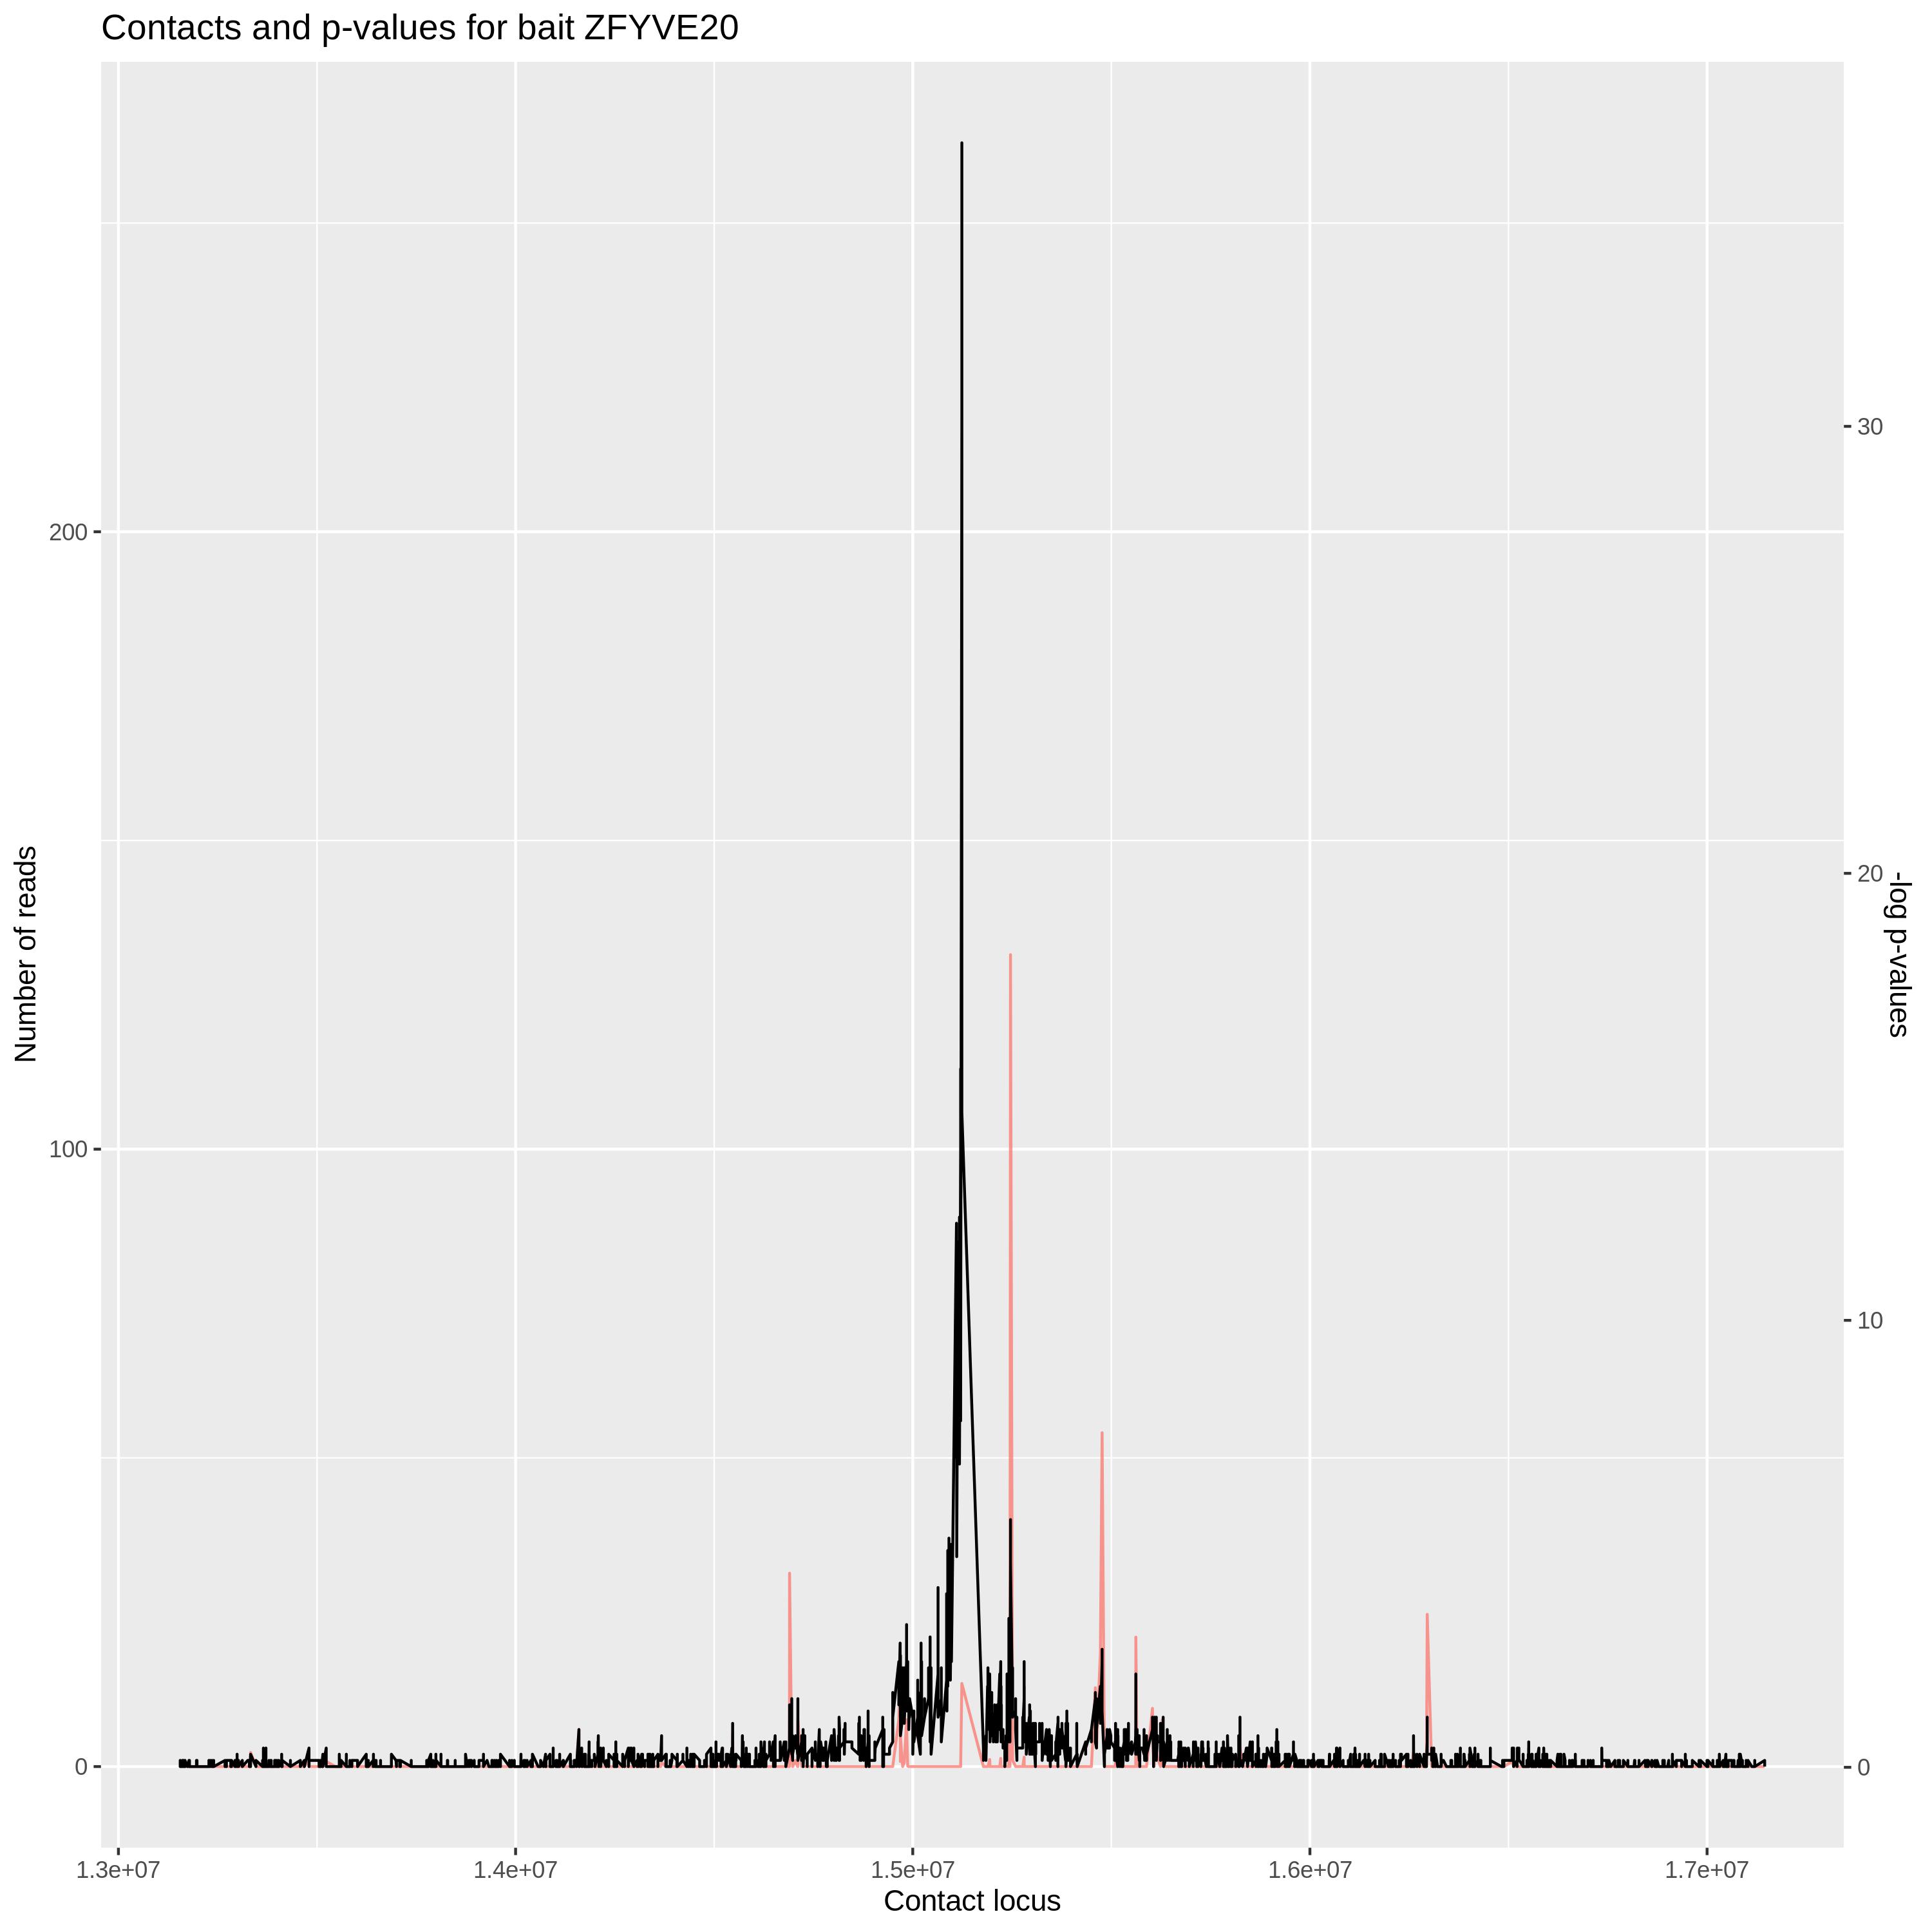 Contacts and p-values for bait ZFYVE20
Number of reads
200
100
0
30
20
10
0
-log p-values
1.3e+07
1.4e+07
1.5e+07
1.6e+07
1.7e+07
Contact locus